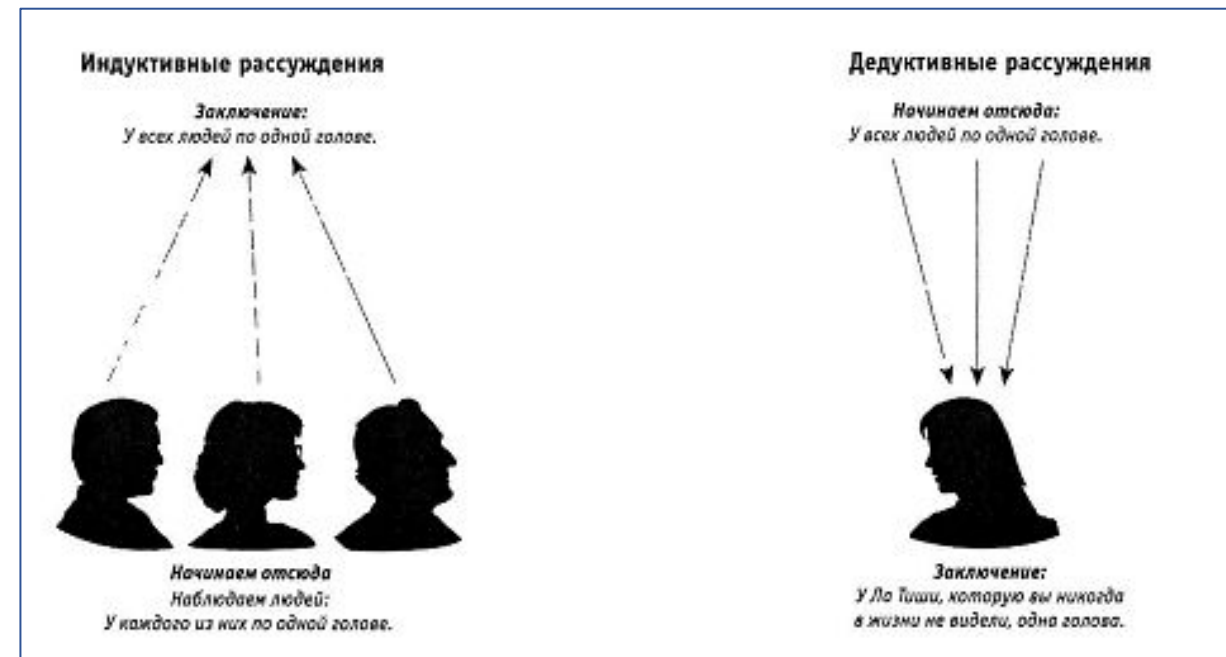 Индуктивные рассуждения
Заключение:
У всех людей по одной голове.
Начинаем отсюда
Наблюдаем людей:
У каждого из них по одной голове.
Дедуктивные рассуждения
Начинаем отсюда:
У всех людей по одной голове.
Заключение:
У Ла Тиши, которую вы никогда
в жизни не видели, одна голова.